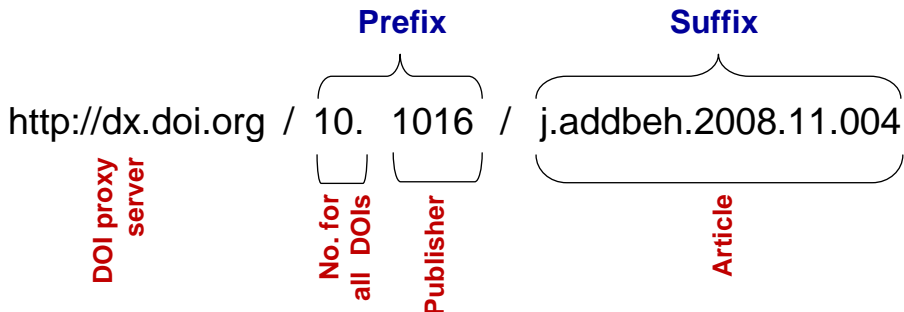 Prefix
Suffix
http://dx.doi.org / 10. 1016 / j.addbeh.2008.11.004
DOI proxy
server
No. for
all DOIs
Publisher
Article